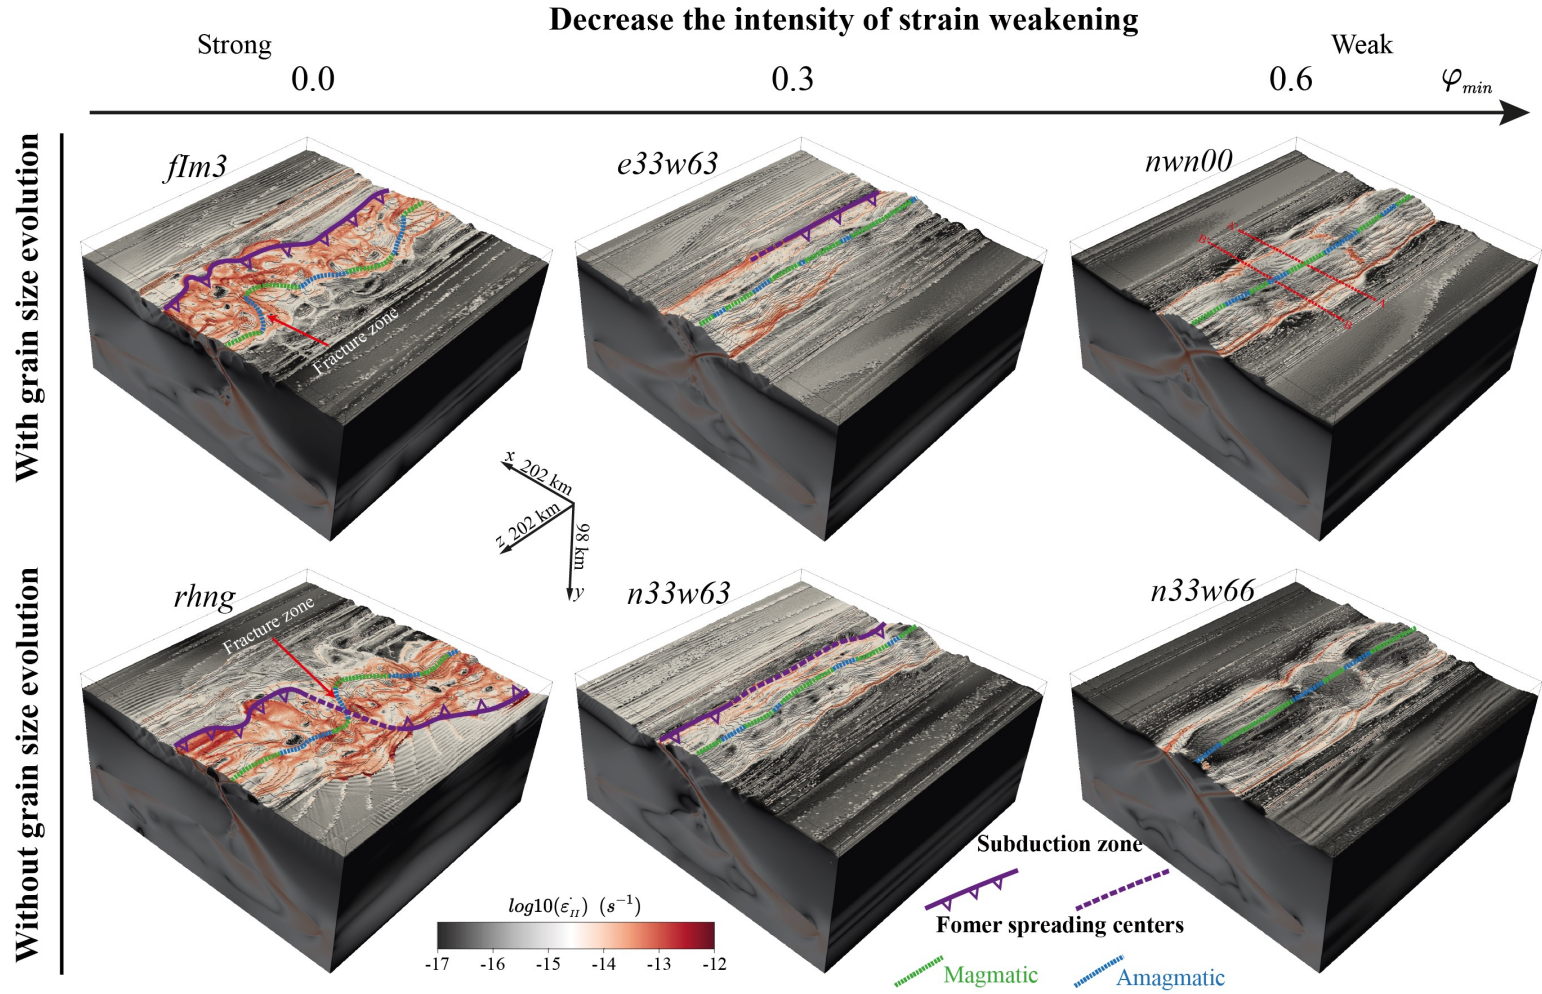 Decrease the intensity of strain weakening
Strong
Weak
0.0
0.3
0.6
φmin
With grain size evolution
fIm3
e33w63
nwn00
Fracture zone
A'
B'
A
B
x 202 km
z 202 km
98 km
y
Without grain size evolution
rhng
n33w63
n33w66
Fracture zone
log10(ε̇II) (s⁻¹)
-17 -16 -15 -14 -13 -12
Subduction zone
Fomer spreading centers
Magmatic
Amagmatic